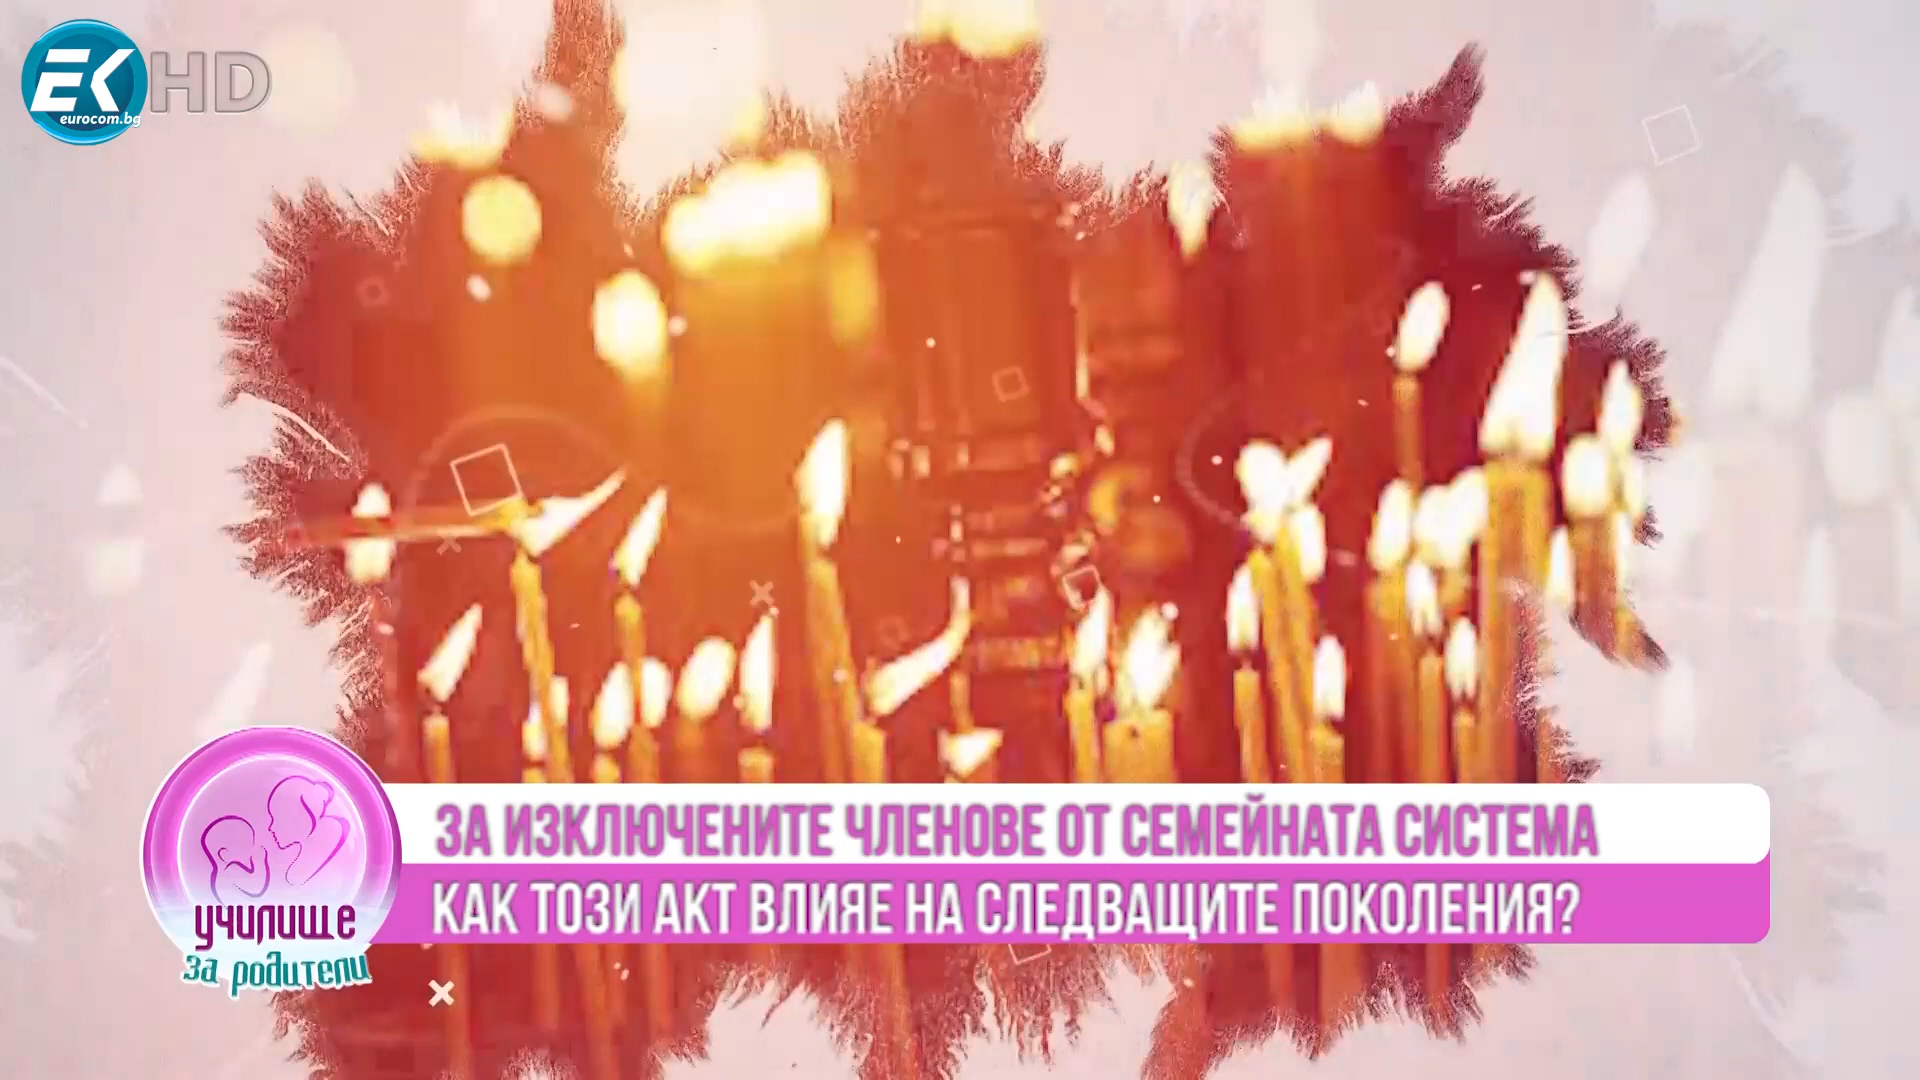 EK HD
eurocom.bg
ЗА ИЗКЛЮЧЕНИТЕ ЧЛЕНОВЕ ОТ СЕМЕЙНАТА СИСТЕМА
КАК ТОЗИ АКТ ВЛИЯЕ НА СЛЕДВАЩИТЕ ПОКОЛЕНИЯ?
училище
за родители